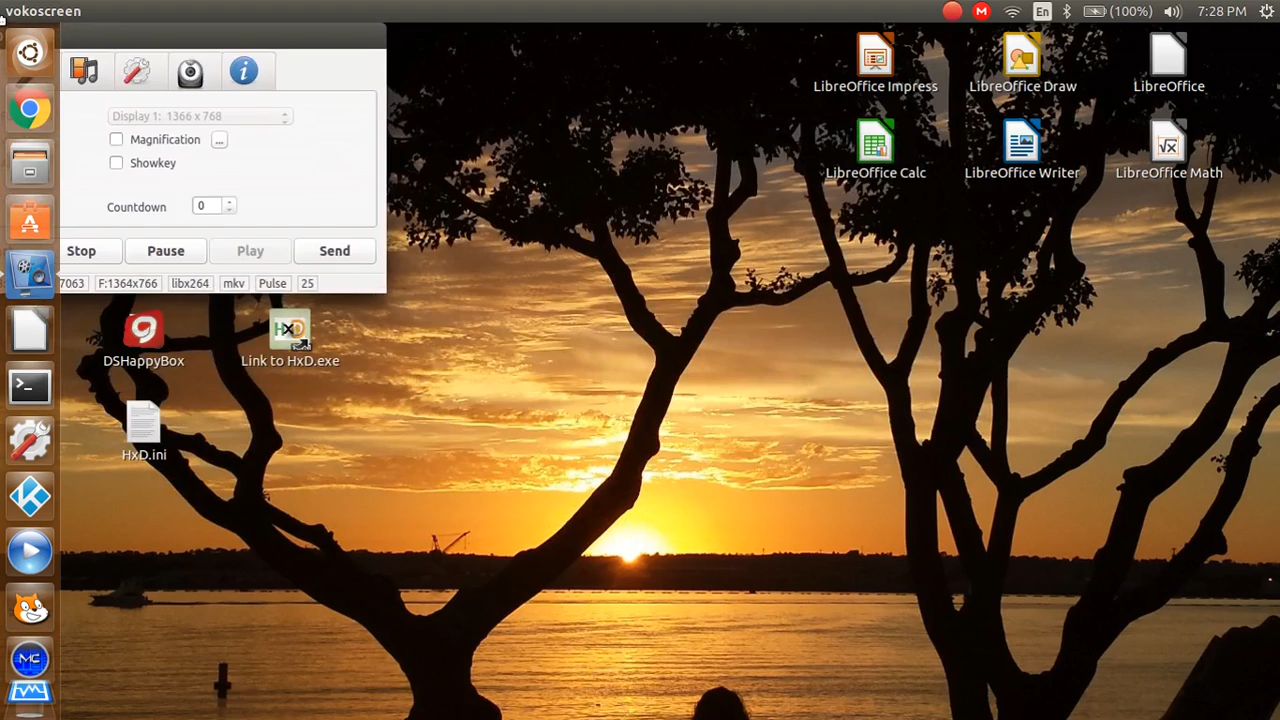 vokoscreen
M
En
(100%)
7:28 PM
Display 1: 1366 x 768
Magnification
...
Showkey
Countdown
0
Stop
Pause
Play
Send
7063
F:1364x766
libx264
mkv
Pulse
25
LibreOffice Impress
LibreOffice Draw
LibreOffice
LibreOffice Calc
LibreOffice Writer
LibreOffice Math
DSHappyBox
HxD
Link to HxD.exe
HxD.ini
MC